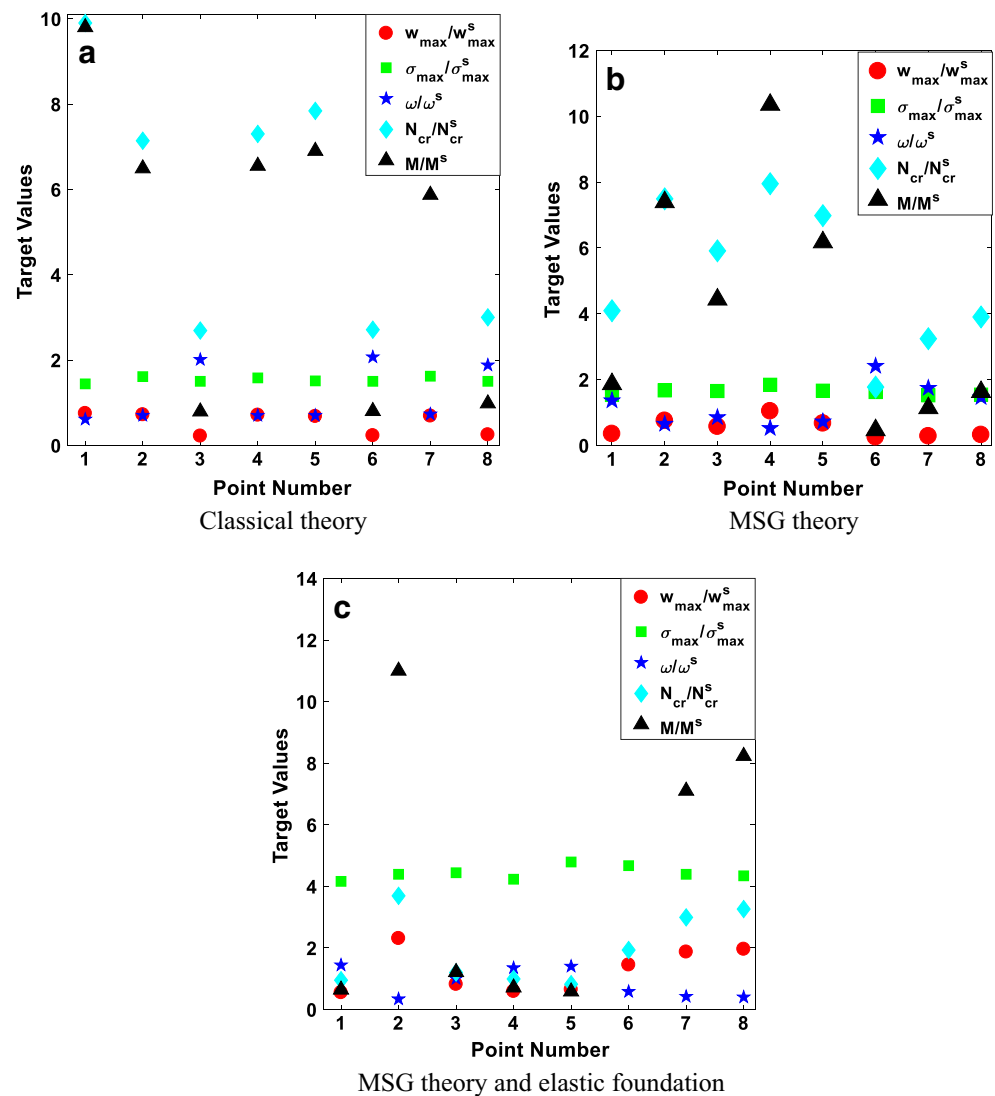 a
w_max/w^s_max
σ_max/σ^s_max
ω/ω^s
N_cr/N^s_cr
M/M^s
10
8
6
4
2
0
Target Values
1 2 3 4 5 6 7 8
Point Number
Classical theory
b
w_max/w^s_max
σ_max/σ^s_max
ω/ω^s
N_cr/N^s_cr
M/M^s
12
10
8
6
4
2
0
Target Values
1 2 3 4 5 6 7 8
Point Number
MSG theory
c
w_max/w^s_max
σ_max/σ^s_max
ω/ω^s
N_cr/N^s_cr
M/M^s
14
12
10
8
6
4
2
0
Target Values
1 2 3 4 5 6 7 8
Point Number
MSG theory and elastic foundation